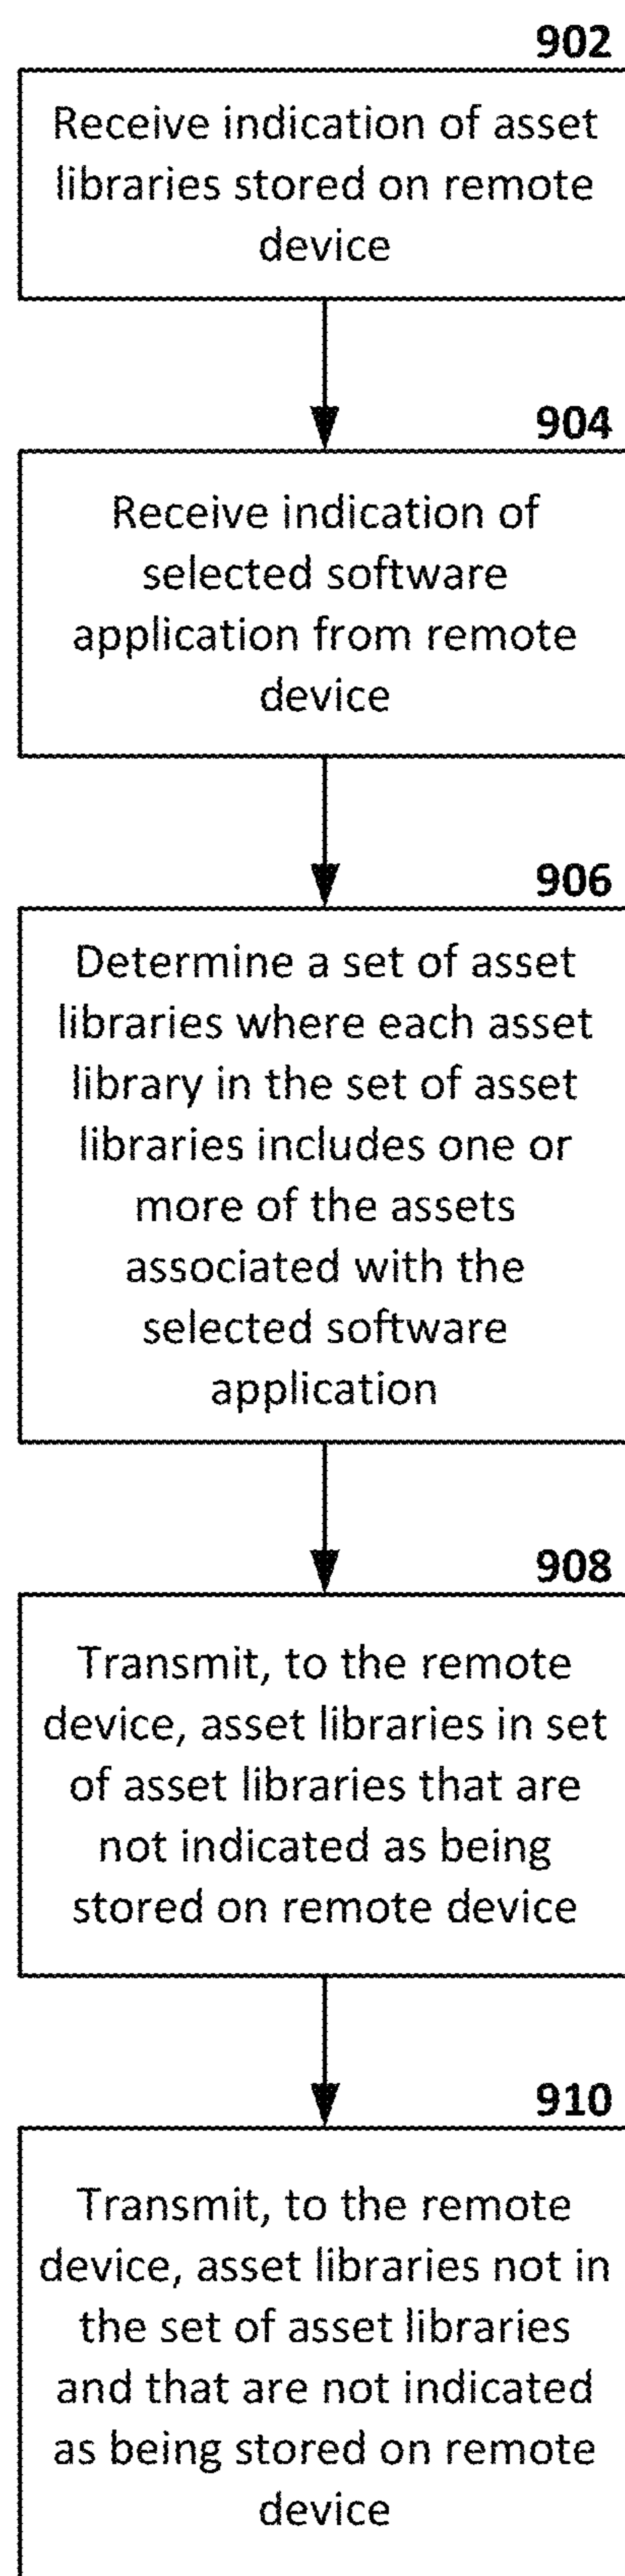 902
Receive indication of asset
libraries stored on remote
device
904
Receive indication of
selected software
application from remote
device
906
Determine a set of asset
libraries where each asset
library in the set of asset
libraries includes one or
more of the assets
associated with the
selected software
application
908
Transmit, to the remote
device, asset libraries in set
of asset libraries that are
not indicated as being
stored on remote device
910
Transmit, to the remote
device, asset libraries not in
the set of asset libraries
and that are not indicated
as being stored on remote
device